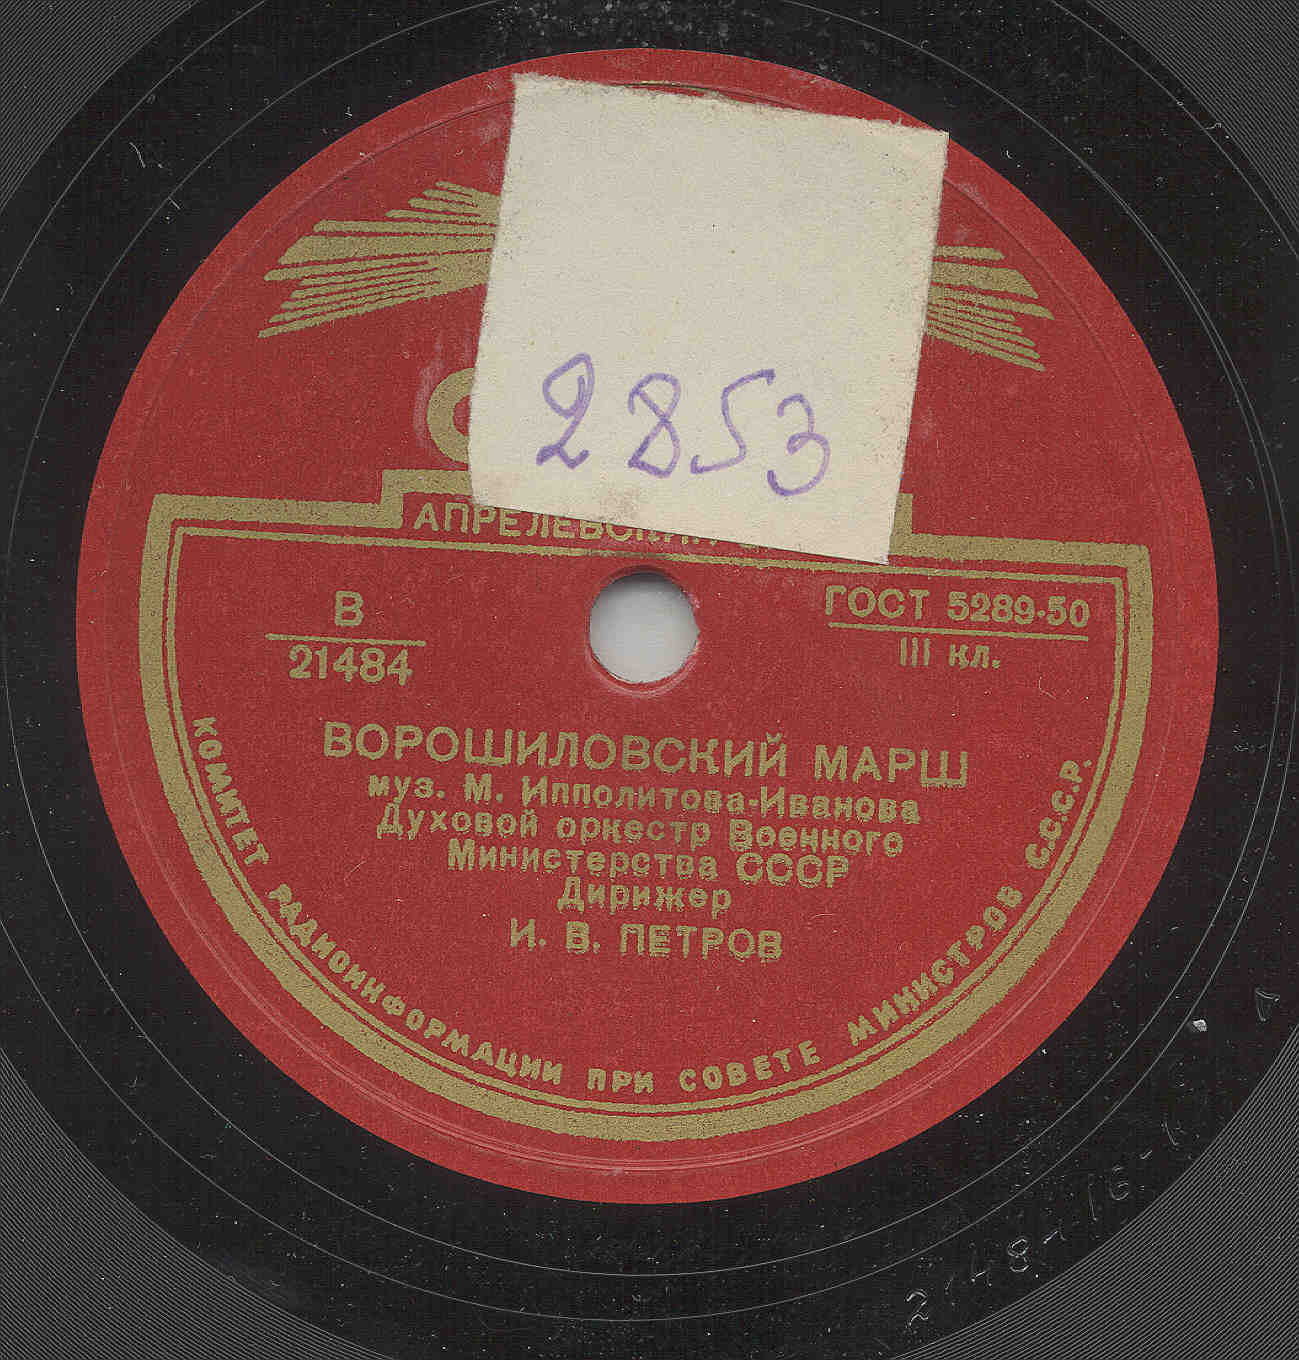 2853
АПРЕЛЕВСКИЙ
В
21484
ГОСТ 5289-50
III кл.
ВОРОШИЛОВСКИЙ МАРШ
муз. М. Ипполитова-Иванова
Духовой оркестр Военного
Министерства СССР
Дирижер
И. В. ПЕТРОВ
КОМИТЕТ РАДИОИНФОРМАЦИИ ПРИ СОВЕТЕ МИНИСТРОВ С.С.С.Р.